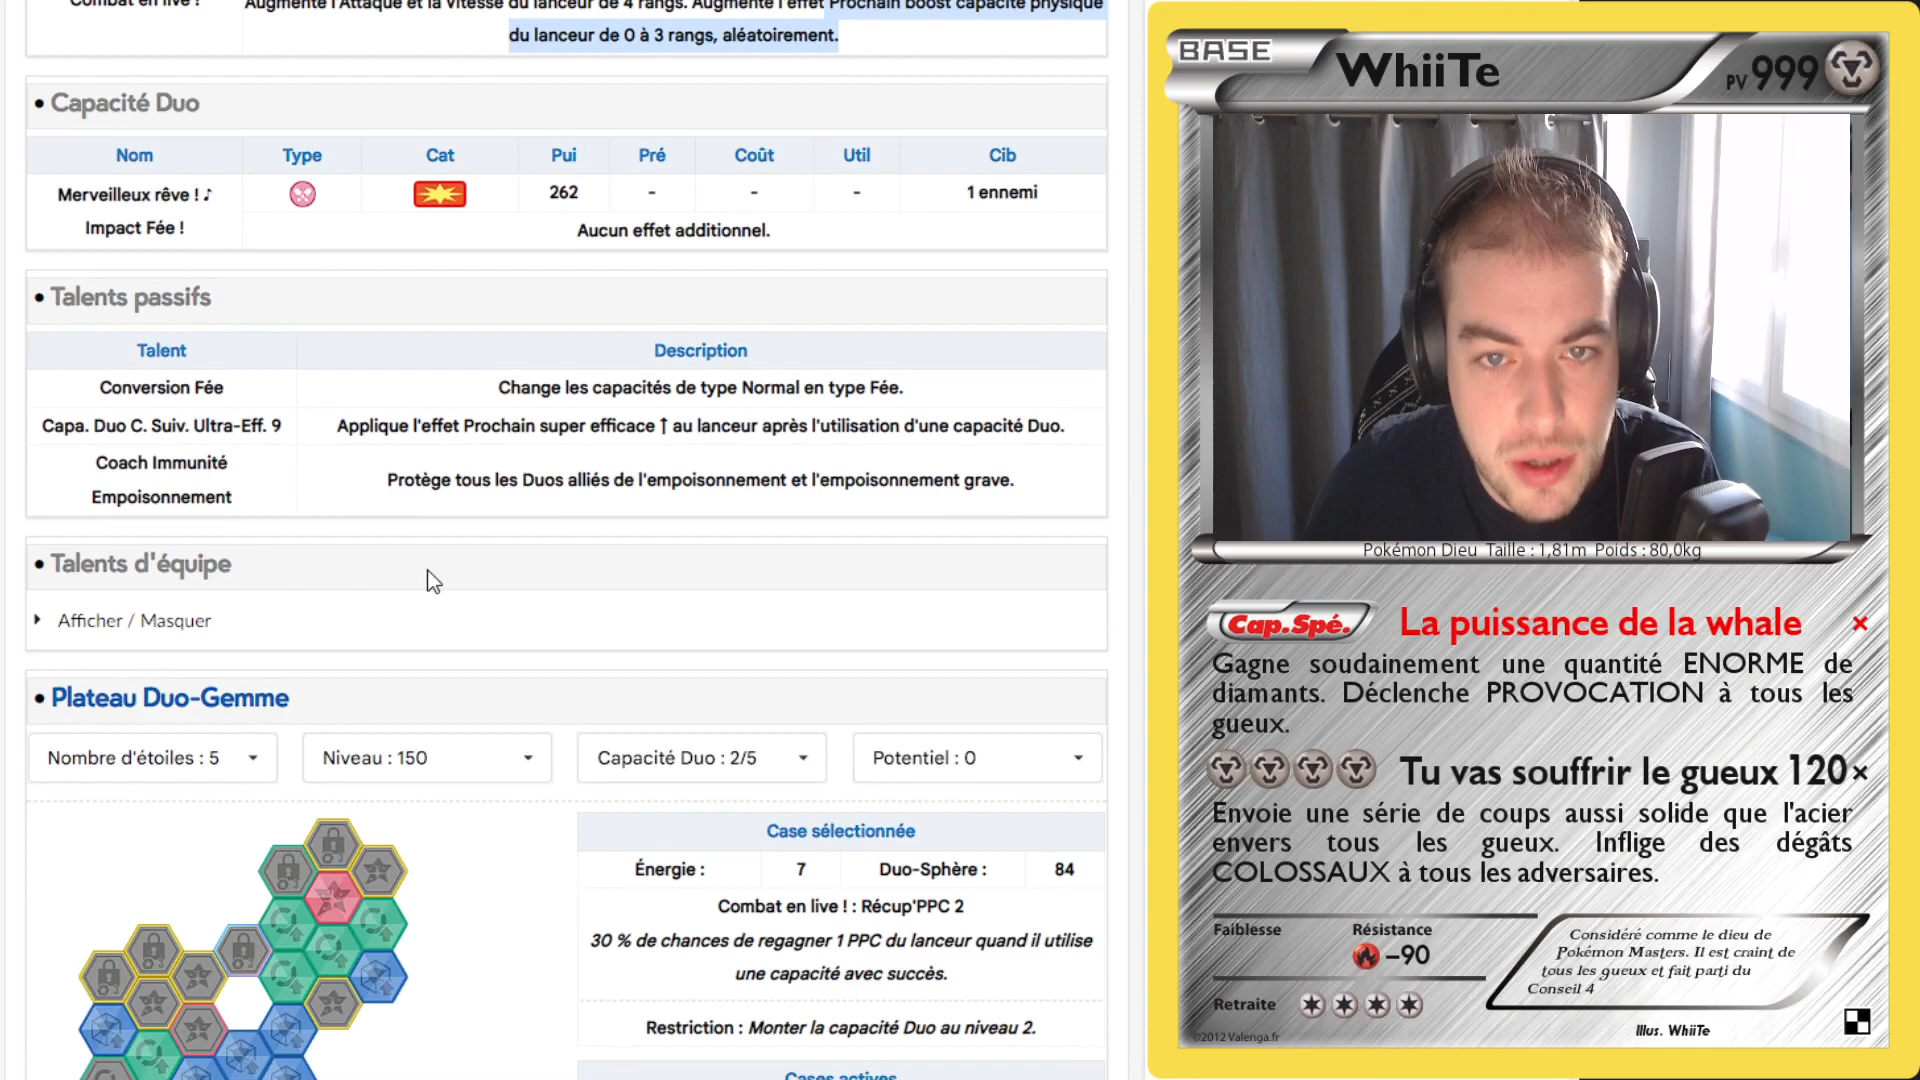 Combat en live !
Augmente l'Attaque et la Vitesse du lanceur de 4 rangs. Augmente l'effet Prochain boost capacité physique
du lanceur de 0 à 3 rangs, aléatoirement.
• Capacité Duo
Nom Type Cat Pui Pré Coût Util Cib
Merveilleux rêve ! ♪
Impact Fée !
262 - - - 1 ennemi
Aucun effet additionnel.
• Talents passifs
Talent Description
Conversion Fée Change les capacités de type Normal en type Fée.
Capa. Duo C. Suiv. Ultra-Eff. 9 Applique l'effet Prochain super efficace ↑ au lanceur après l'utilisation d'une capacité Duo.
Coach Immunité
Empoisonnement
Protège tous les Duos alliés de l'empoisonnement et l'empoisonnement grave.
• Talents d'équipe
Afficher / Masquer
• Plateau Duo-Gemme
Nombre d'étoiles : 5 Niveau : 150 Capacité Duo : 2/5 Potentiel : 0
Case sélectionnée
Énergie : 7 Duo-Sphère : 84
Combat en live ! : Récup'PPC 2
30 % de chances de regagner 1 PPC du lanceur quand il utilise
une capacité avec succès.
Restriction : Monter la capacité Duo au niveau 2.
Cases actives
BASE WhiiTe PV 999
Pokémon Dieu Taille : 1,81m Poids : 80,0kg
Cap.Spé. La puissance de la whale ×
Gagne soudainement une quantité ENORME de
diamants. Déclenche PROVOCATION à tous les
gueux.
Tu vas souffrir le gueux 120×
Envoie une série de coups aussi solide que l'acier
envers tous les gueux. Inflige des dégâts
COLOSSAUX à tous les adversaires.
Faiblesse Résistance
-90
Retraite
Considéré comme le dieu de
Pokémon Masters. Il est craint de
tous les gueux et fait parti du
Conseil 4
Illus. WhiiTe
©2012 Valenga.fr